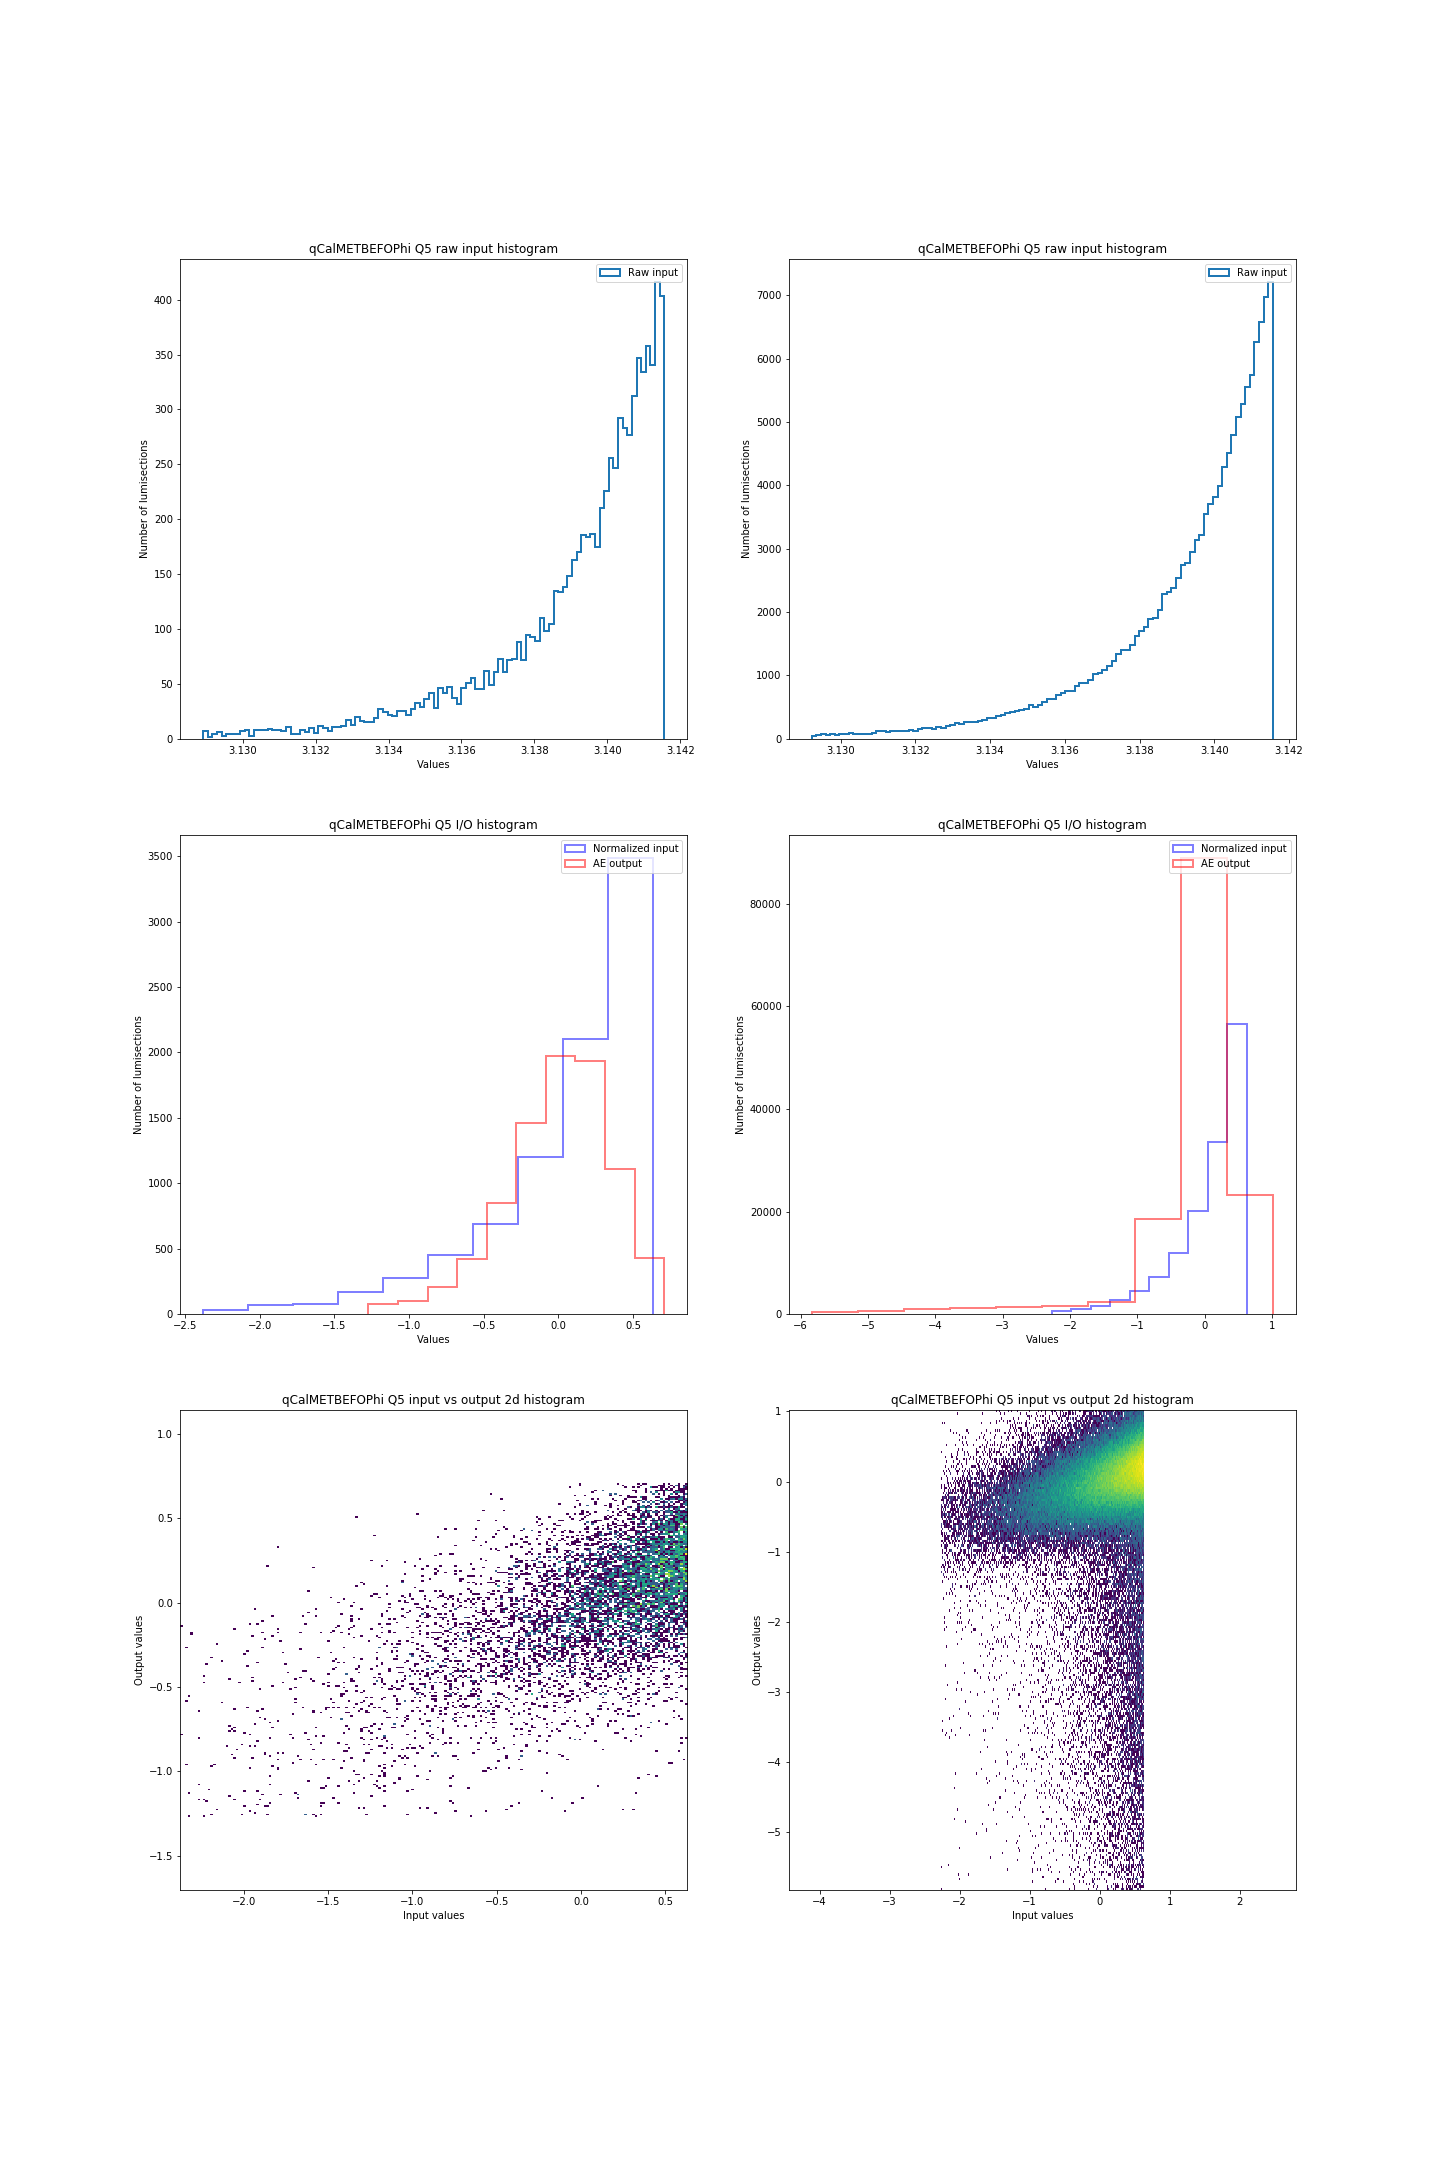 qCalMETBEFOPhi Q5 raw input histogram
Raw input
400
350
300
250
200
150
100
50
0
3.130 3.132 3.134 3.136 3.138 3.140 3.142
Number of lumisections
Values
qCalMETBEFOPhi Q5 raw input histogram
Raw input
7000
6000
5000
4000
3000
2000
1000
0
3.130 3.132 3.134 3.136 3.138 3.140 3.142
Number of lumisections
Values
qCalMETBEFOPhi Q5 I/O histogram
Normalized input
AE output
3500
3000
2500
2000
1500
1000
500
0
−2.5 −2.0 −1.5 −1.0 −0.5 0.0 0.5
Number of lumisections
Values
qCalMETBEFOPhi Q5 I/O histogram
Normalized input
AE output
80000
60000
40000
20000
0
−6 −5 −4 −3 −2 −1 0 1
Number of lumisections
Values
qCalMETBEFOPhi Q5 input vs output 2d histogram
1.0
0.5
0.0
−0.5
−1.0
−1.5
−2.0 −1.5 −1.0 −0.5 0.0 0.5
Output values
Input values
qCalMETBEFOPhi Q5 input vs output 2d histogram
1
0
−1
−2
−3
−4
−5
−4 −3 −2 −1 0 1 2
Output values
Input values